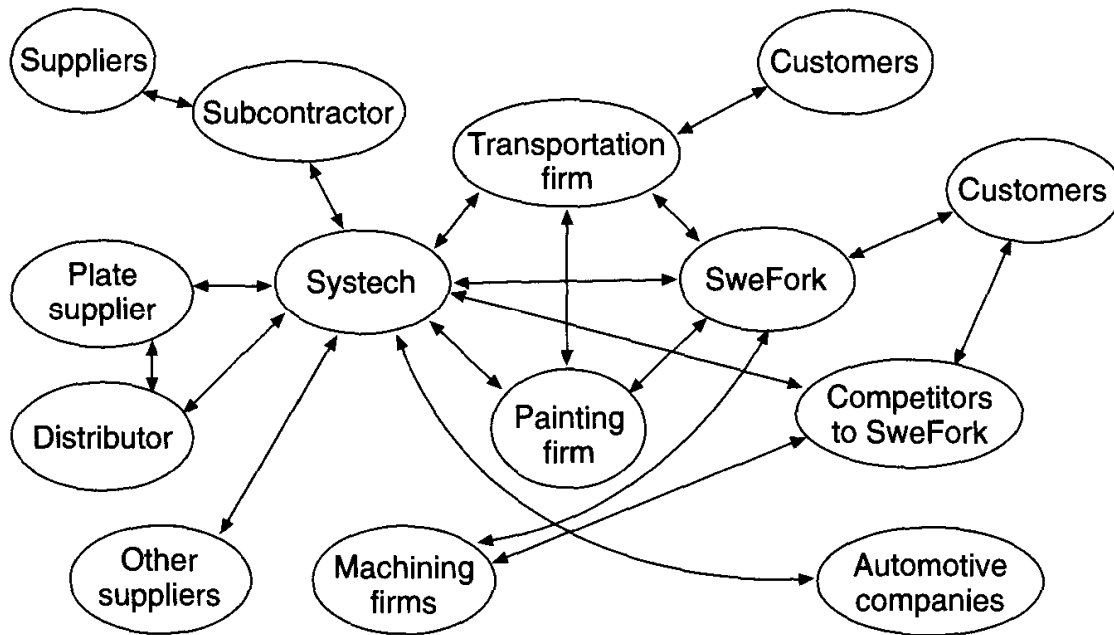 Suppliers
Customers
Subcontractor
Transportation
firm
Customers
Plate
supplier
Systech
SweFork
Distributor
Painting
firm
Competitors
to SweFork
Other
suppliers
Machining
firms
Automotive
companies